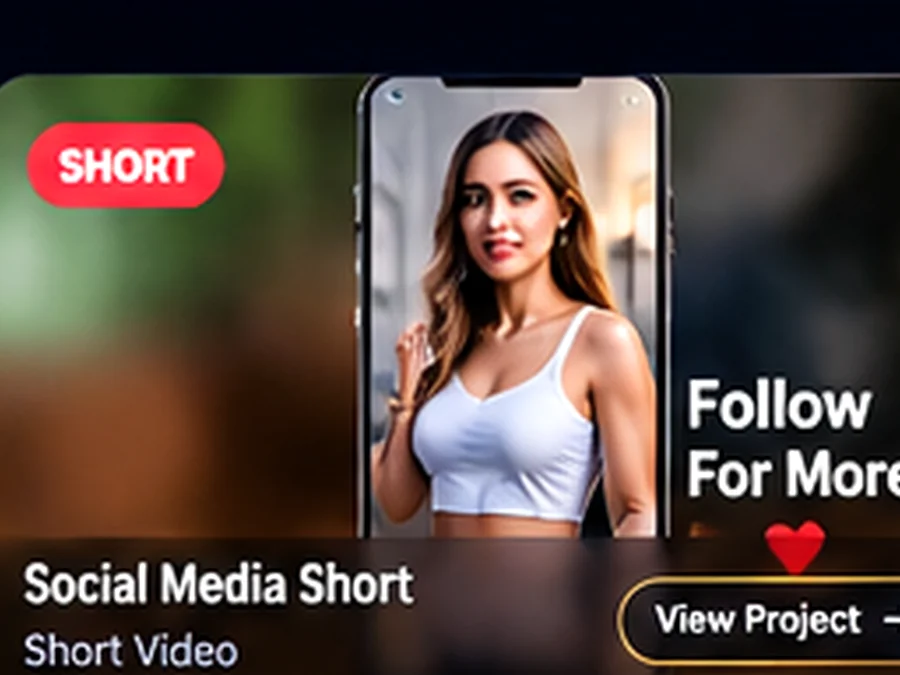 SHORT
Follow
For More
Social Media Short
View Project
Short Video